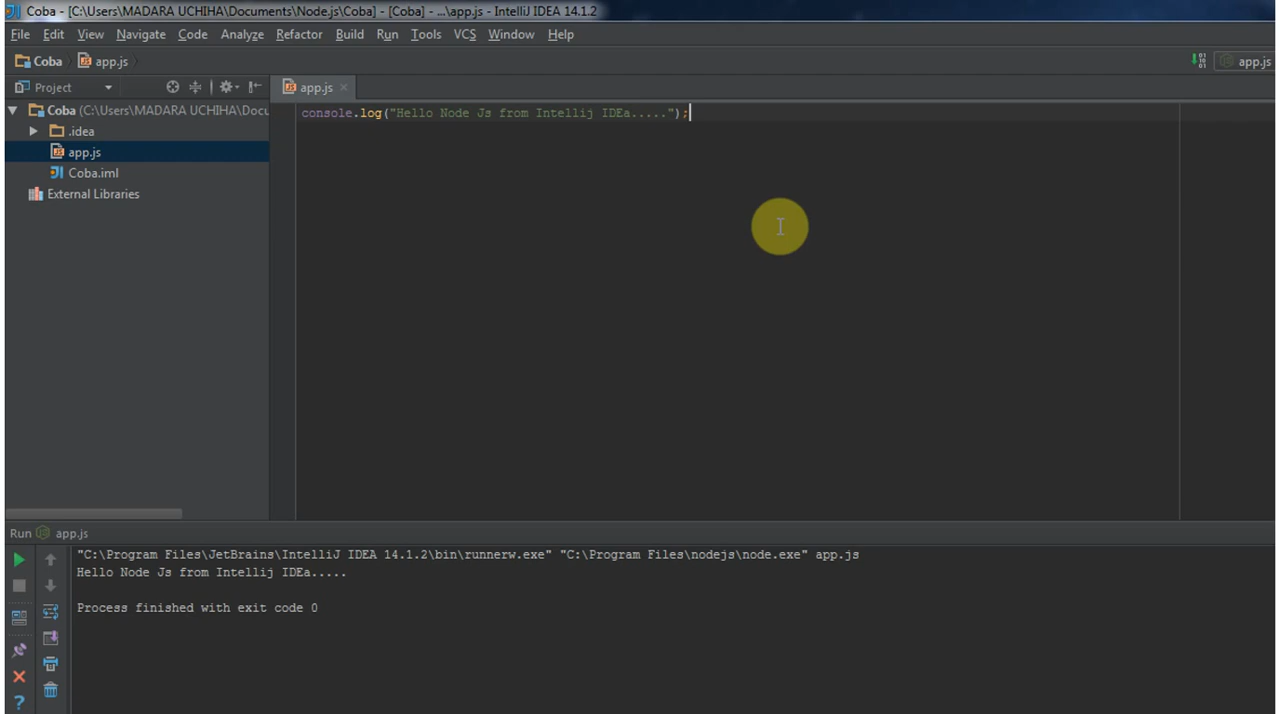 Coba - [C:\Users\MADARA UCHIHA\Documents\Node.js\Coba] - [Coba] - ...\app.js - IntelliJ IDEA 14.1.2
File Edit View Navigate Code Analyze Refactor Build Run Tools VCS Window Help
Coba app.js app.js
Project app.js
Coba (C:\Users\MADARA UCHIHA\Docu
console.log("Hello Node Js from Intellij IDEa.....");
.idea
app.js
Coba.iml
External Libraries
Run app.js
"C:\Program Files\JetBrains\IntelliJ IDEA 14.1.2\bin\runnerw.exe" "C:\Program Files\nodejs\node.exe" app.js
Hello Node Js from Intellij IDEa.....
Process finished with exit code 0